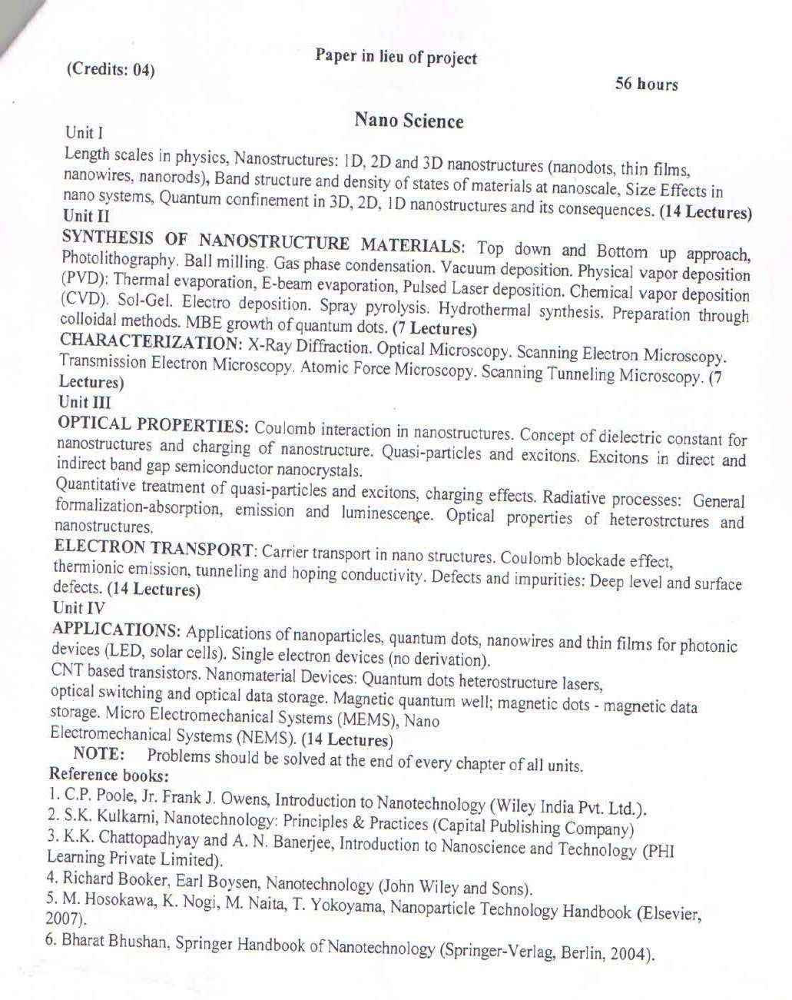 Paper in lieu of project
(Credits: 04)
56 hours
Nano Science
Unit I
Length scales in physics, Nanostructures: 1D, 2D and 3D nanostructures (nanodots, thin films,
nanowires, nanorods), Band structure and density of states of materials at nanoscale, Size Effects in
nano systems, Quantum confinement in 3D, 2D, 1D nanostructures and its consequences. (14 Lectures)
Unit II
SYNTHESIS OF NANOSTRUCTURE MATERIALS: Top down and Bottom up approach,
Photolithography. Ball milling. Gas phase condensation. Vacuum deposition. Physical vapor deposition
(PVD): Thermal evaporation, E-beam evaporation, Pulsed Laser deposition. Chemical vapor deposition
(CVD). Sol-Gel. Electro deposition. Spray pyrolysis. Hydrothermal synthesis. Preparation through
colloidal methods. MBE growth of quantum dots. (7 Lectures)
CHARACTERIZATION: X-Ray Diffraction. Optical Microscopy. Scanning Electron Microscopy.
Transmission Electron Microscopy. Atomic Force Microscopy. Scanning Tunneling Microscopy. (7
Lectures)
Unit III
OPTICAL PROPERTIES: Coulomb interaction in nanostructures. Concept of dielectric constant for
nanostructures and charging of nanostructure. Quasi-particles and excitons. Excitons in direct and
indirect band gap semiconductor nanocrystals.
Quantitative treatment of quasi-particles and excitons, charging effects. Radiative processes: General
formalization-absorption, emission and luminescence. Optical properties of heterostrctures and
nanostructures.
ELECTRON TRANSPORT: Carrier transport in nano structures. Coulomb blockade effect,
thermionic emission, tunneling and hoping conductivity. Defects and impurities: Deep level and surface
defects. (14 Lectures)
Unit IV
APPLICATIONS: Applications of nanoparticles, quantum dots, nanowires and thin films for photonic
devices (LED, solar cells). Single electron devices (no derivation).
CNT based transistors. Nanomaterial Devices: Quantum dots heterostructure lasers,
optical switching and optical data storage. Magnetic quantum well; magnetic dots - magnetic data
storage. Micro Electromechanical Systems (MEMS), Nano
Electromechanical Systems (NEMS). (14 Lectures)
NOTE: Problems should be solved at the end of every chapter of all units.
Reference books:
1. C.P. Poole, Jr. Frank J. Owens, Introduction to Nanotechnology (Wiley India Pvt. Ltd.).
2. S.K. Kulkarni, Nanotechnology: Principles & Practices (Capital Publishing Company)
3. K.K. Chattopadhyay and A. N. Banerjee, Introduction to Nanoscience and Technology (PHI
Learning Private Limited).
4. Richard Booker, Earl Boysen, Nanotechnology (John Wiley and Sons).
5. M. Hosokawa, K. Nogi, M. Naita, T. Yokoyama, Nanoparticle Technology Handbook (Elsevier,
2007).
6. Bharat Bhushan, Springer Handbook of Nanotechnology (Springer-Verlag, Berlin, 2004).